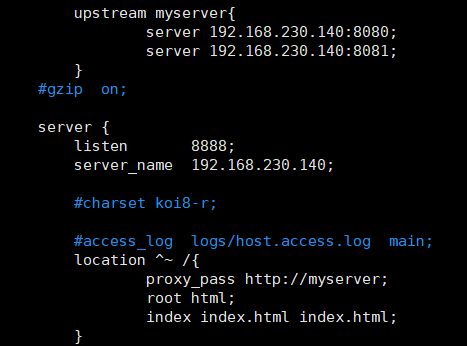 upstream myserver{
server 192.168.230.140:8080;
server 192.168.230.140:8081;
}
#gzip  on;
server {
listen       8888;
server_name  192.168.230.140;
#charset koi8-r;
#access_log  logs/host.access.log  main;
location ^~ /{
proxy_pass http://myserver;
root html;
index index.html index.html;
}